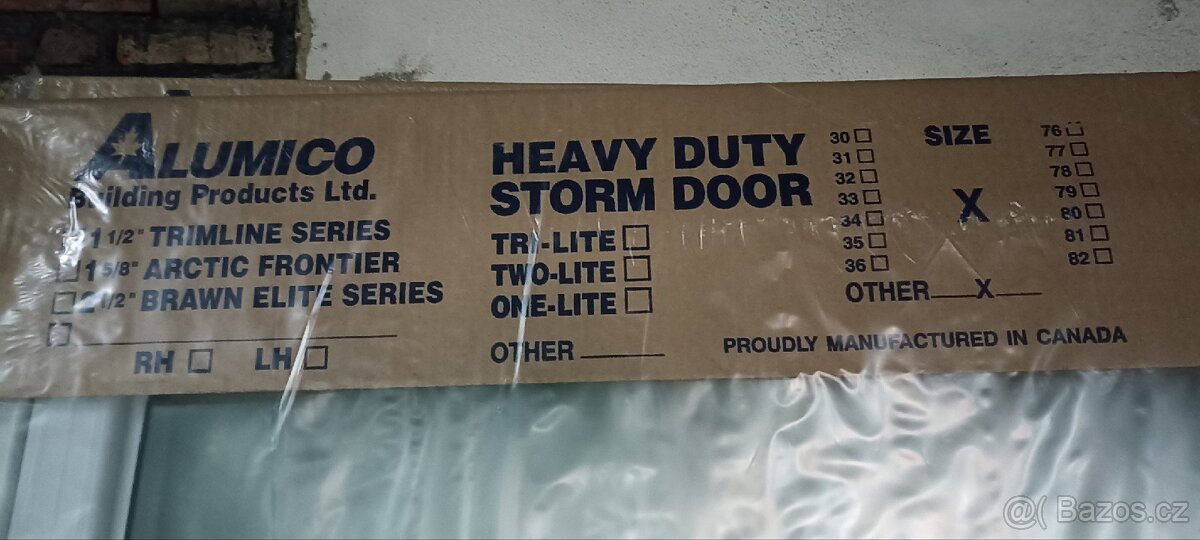 ALUMICO
Building Products Ltd.
1 1/2" TRIMLINE SERIES
1 5/8" ARCTIC FRONTIER
2 1/2" BRAWN ELITE SERIES
RH LH
HEAVY DUTY
STORM DOOR
TRI-LITE
TWO-LITE
ONE-LITE
OTHER
30
31
32
33
34
35
36
SIZE
X
76
77
78
79
80
81
82
OTHER___X___
PROUDLY MANUFACTURED IN CANADA
@( Bazos.cz